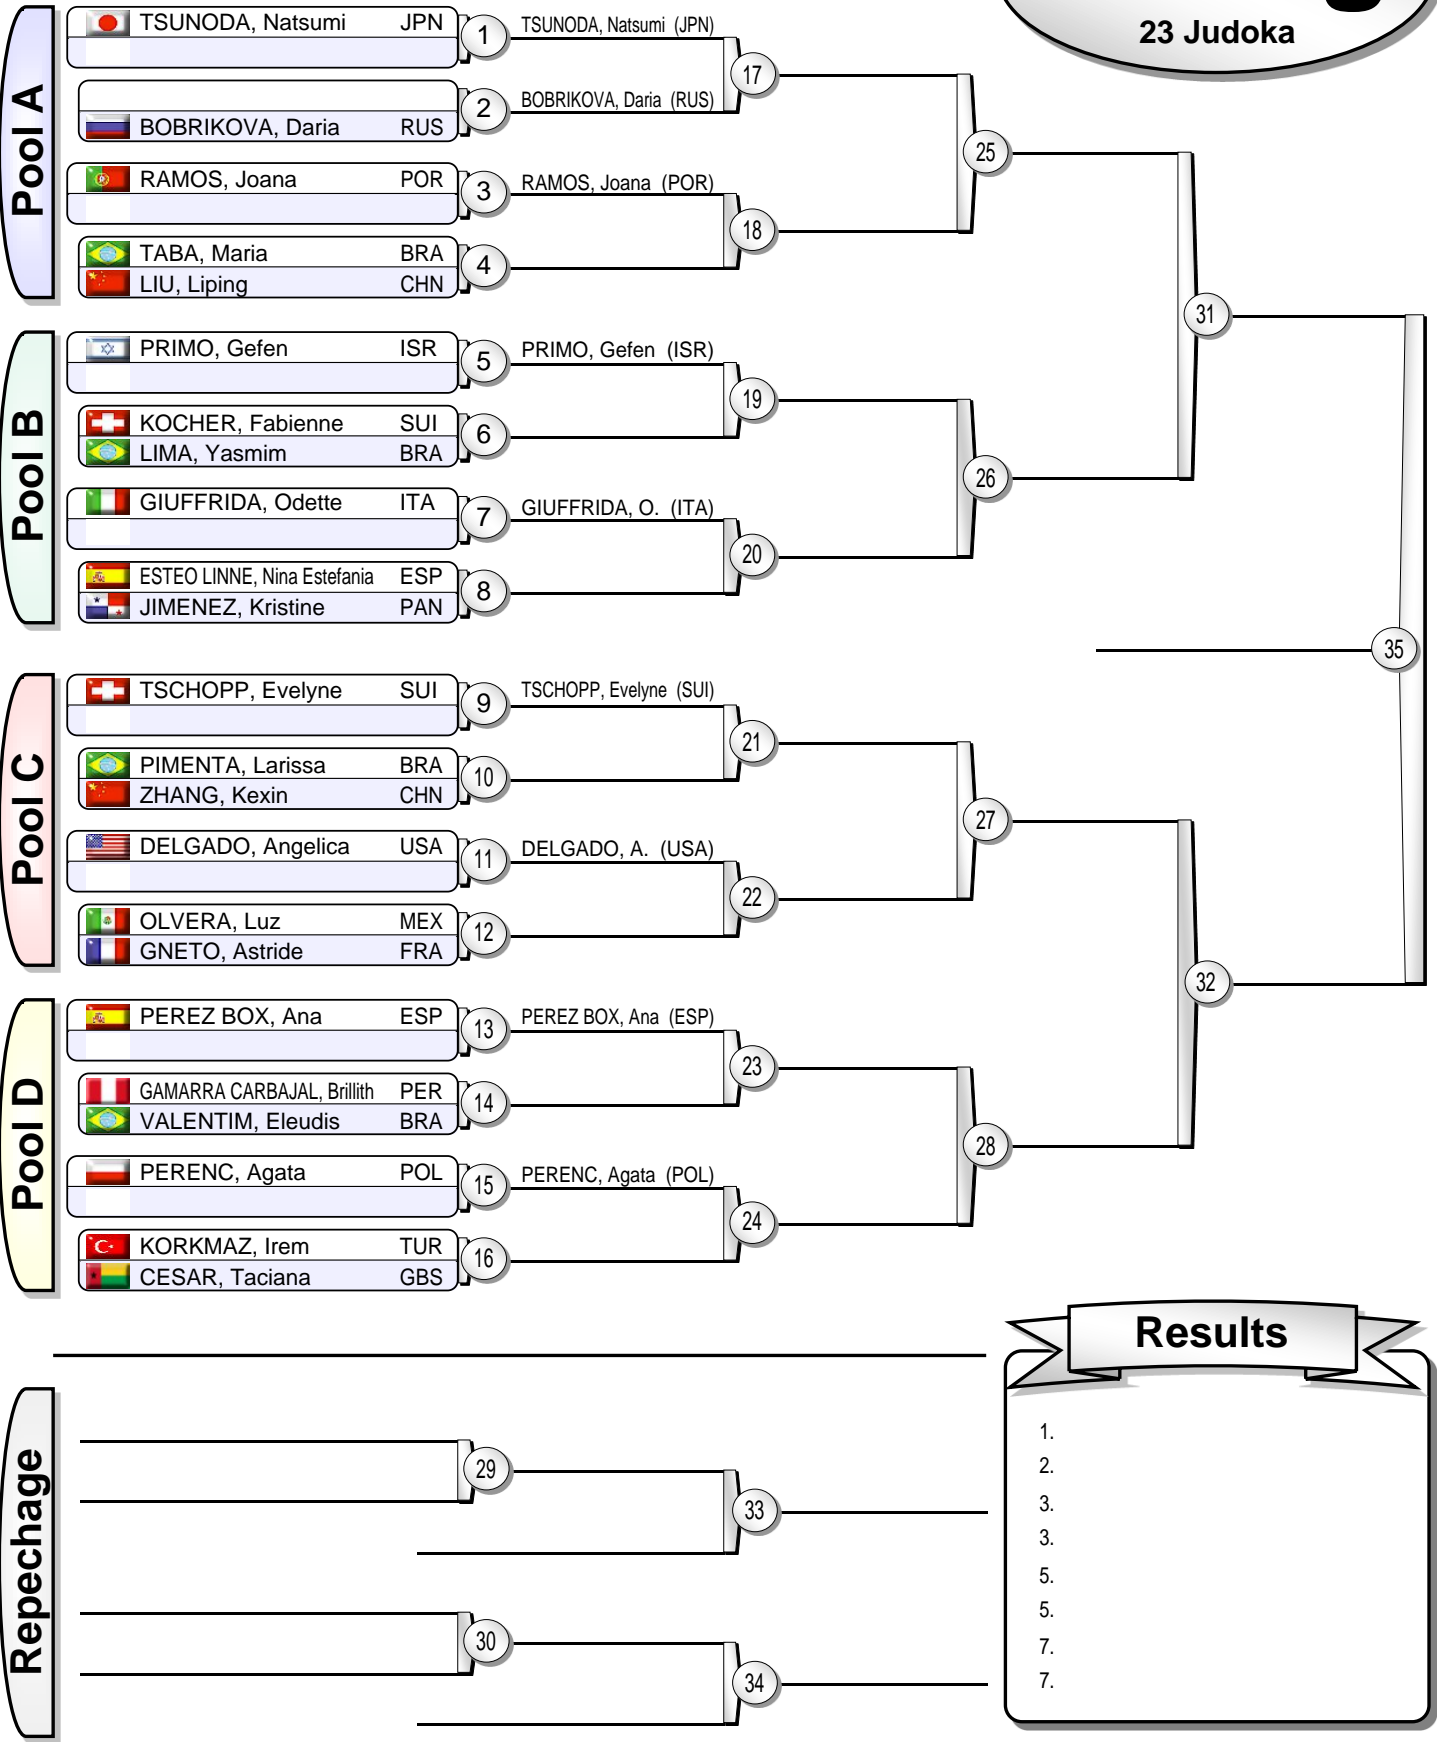 23 Judoka
Pool A
TSUNODA, Natsumi JPN 1 TSUNODA, Natsumi (JPN)
17
2 BOBRIKOVA, Daria (RUS)
BOBRIKOVA, Daria RUS
25
RAMOS, Joana POR 3 RAMOS, Joana (POR)
18
TABA, Maria BRA 4
LIU, Liping CHN
31
Pool B
PRIMO, Gefen ISR 5 PRIMO, Gefen (ISR)
19
KOCHER, Fabienne SUI 6
LIMA, Yasmim BRA
26
GIUFFRIDA, Odette ITA 7 GIUFFRIDA, O. (ITA)
20
ESTEO LINNE, Nina Estefania ESP 8
JIMENEZ, Kristine PAN
35
Pool C
TSCHOPP, Evelyne SUI 9 TSCHOPP, Evelyne (SUI)
21
PIMENTA, Larissa BRA 10
ZHANG, Kexin CHN
27
DELGADO, Angelica USA 11 DELGADO, A. (USA)
22
OLVERA, Luz MEX 12
GNETO, Astride FRA
32
Pool D
PEREZ BOX, Ana ESP 13 PEREZ BOX, Ana (ESP)
23
GAMARRA CARBAJAL, Brillith PER 14
VALENTIM, Eleudis BRA
28
PERENC, Agata POL 15 PERENC, Agata (POL)
24
KORKMAZ, Irem TUR 16
CESAR, Taciana GBS
Repechage
29
33
30
34
Results
1.
2.
3.
3.
5.
5.
7.
7.